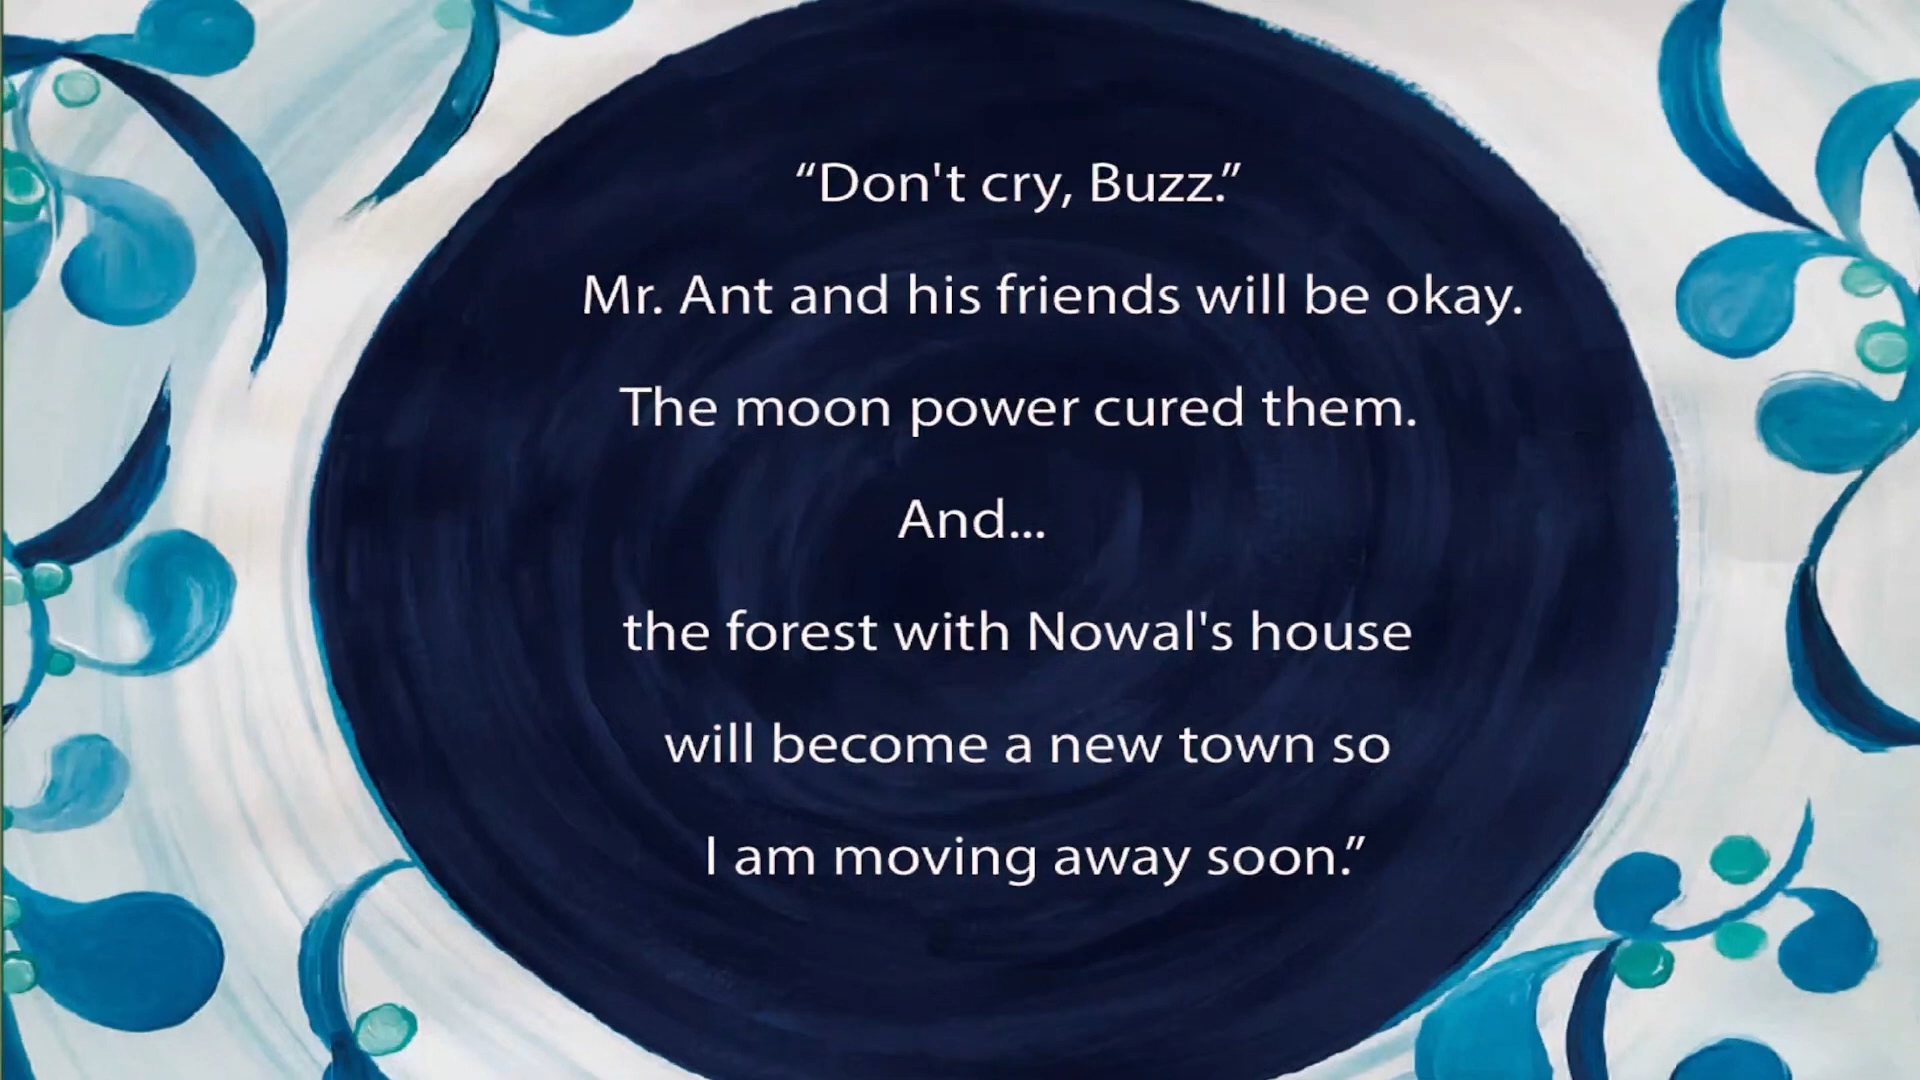 “Don't cry, Buzz.”
Mr. Ant and his friends will be okay.
The moon power cured them.
And...
the forest with Nowal's house
will become a new town so
I am moving away soon.”